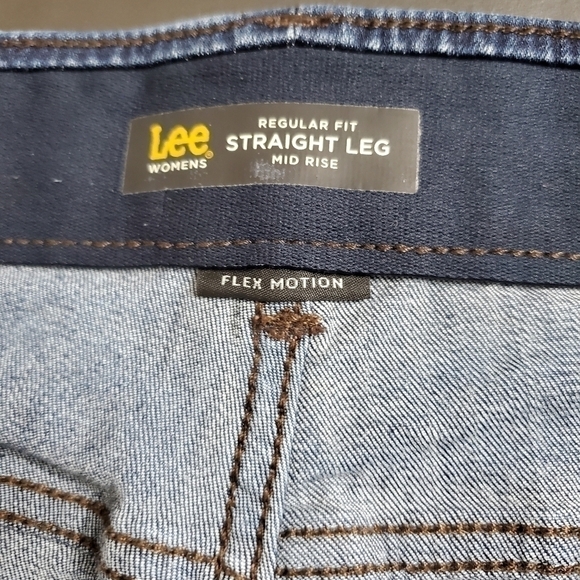 Lee®
WOMENS
REGULAR FIT
STRAIGHT LEG
MID RISE
FLEX MOTION